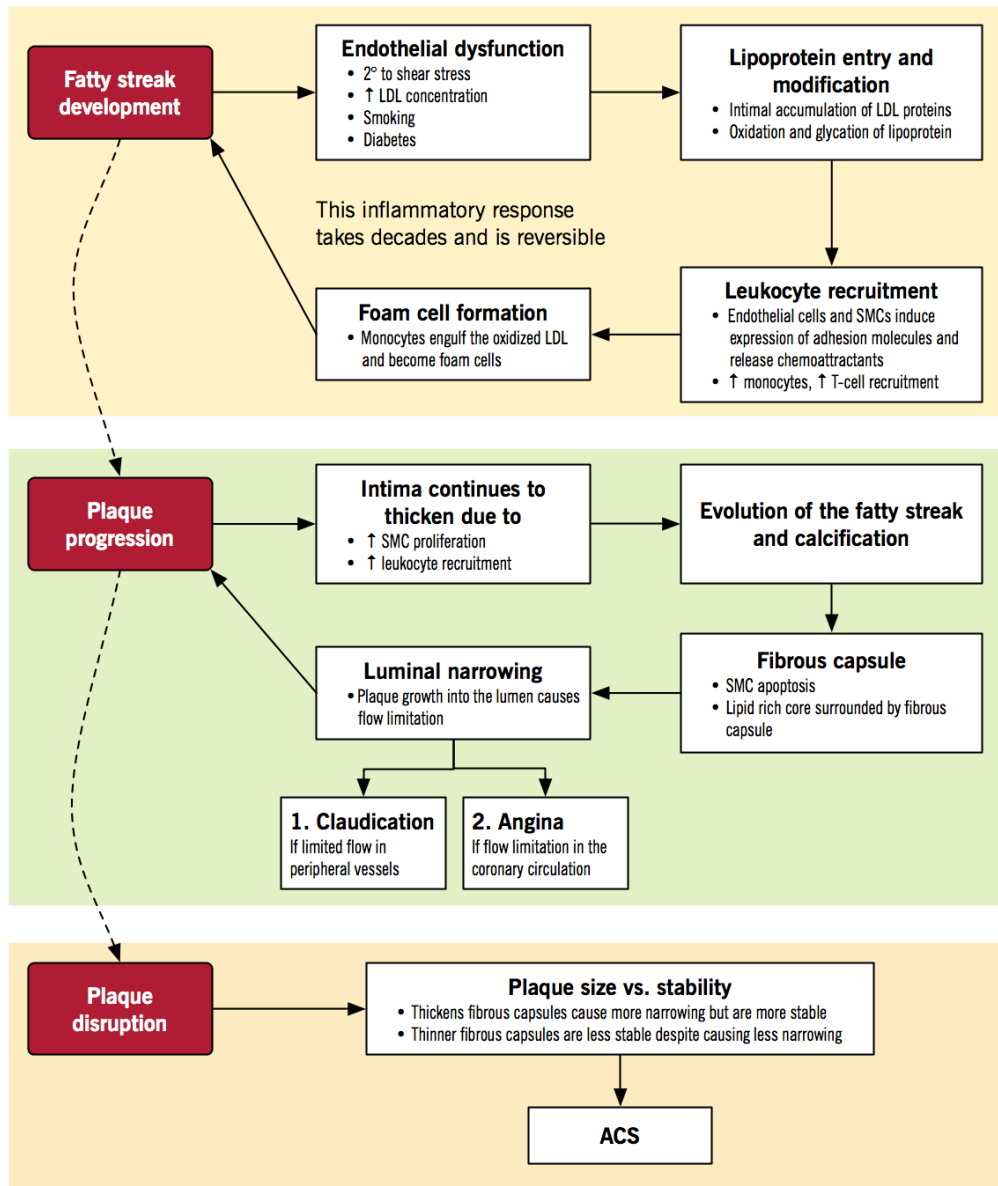 Fatty streak
development
Endothelial dysfunction
• 2° to shear stress
• ↑ LDL concentration
• Smoking
• Diabetes
Lipoprotein entry and
modification
• Intimal accumulation of LDL proteins
• Oxidation and glycation of lipoprotein
This inflammatory response
takes decades and is reversible
Leukocyte recruitment
• Endothelial cells and SMCs induce
expression of adhesion molecules and
release chemoattractants
• ↑ monocytes, ↑ T-cell recruitment
Foam cell formation
• Monocytes engulf the oxidized LDL
and become foam cells
Plaque
progression
Intima continues to
thicken due to
• ↑ SMC proliferation
• ↑ leukocyte recruitment
Evolution of the fatty streak
and calcification
Fibrous capsule
• SMC apoptosis
• Lipid rich core surrounded by fibrous
capsule
Luminal narrowing
• Plaque growth into the lumen causes
flow limitation
1. Claudication
If limited flow in
peripheral vessels
2. Angina
If flow limitation in the
coronary circulation
Plaque
disruption
Plaque size vs. stability
• Thickens fibrous capsules cause more narrowing but are more stable
• Thinner fibrous capsules are less stable despite causing less narrowing
ACS